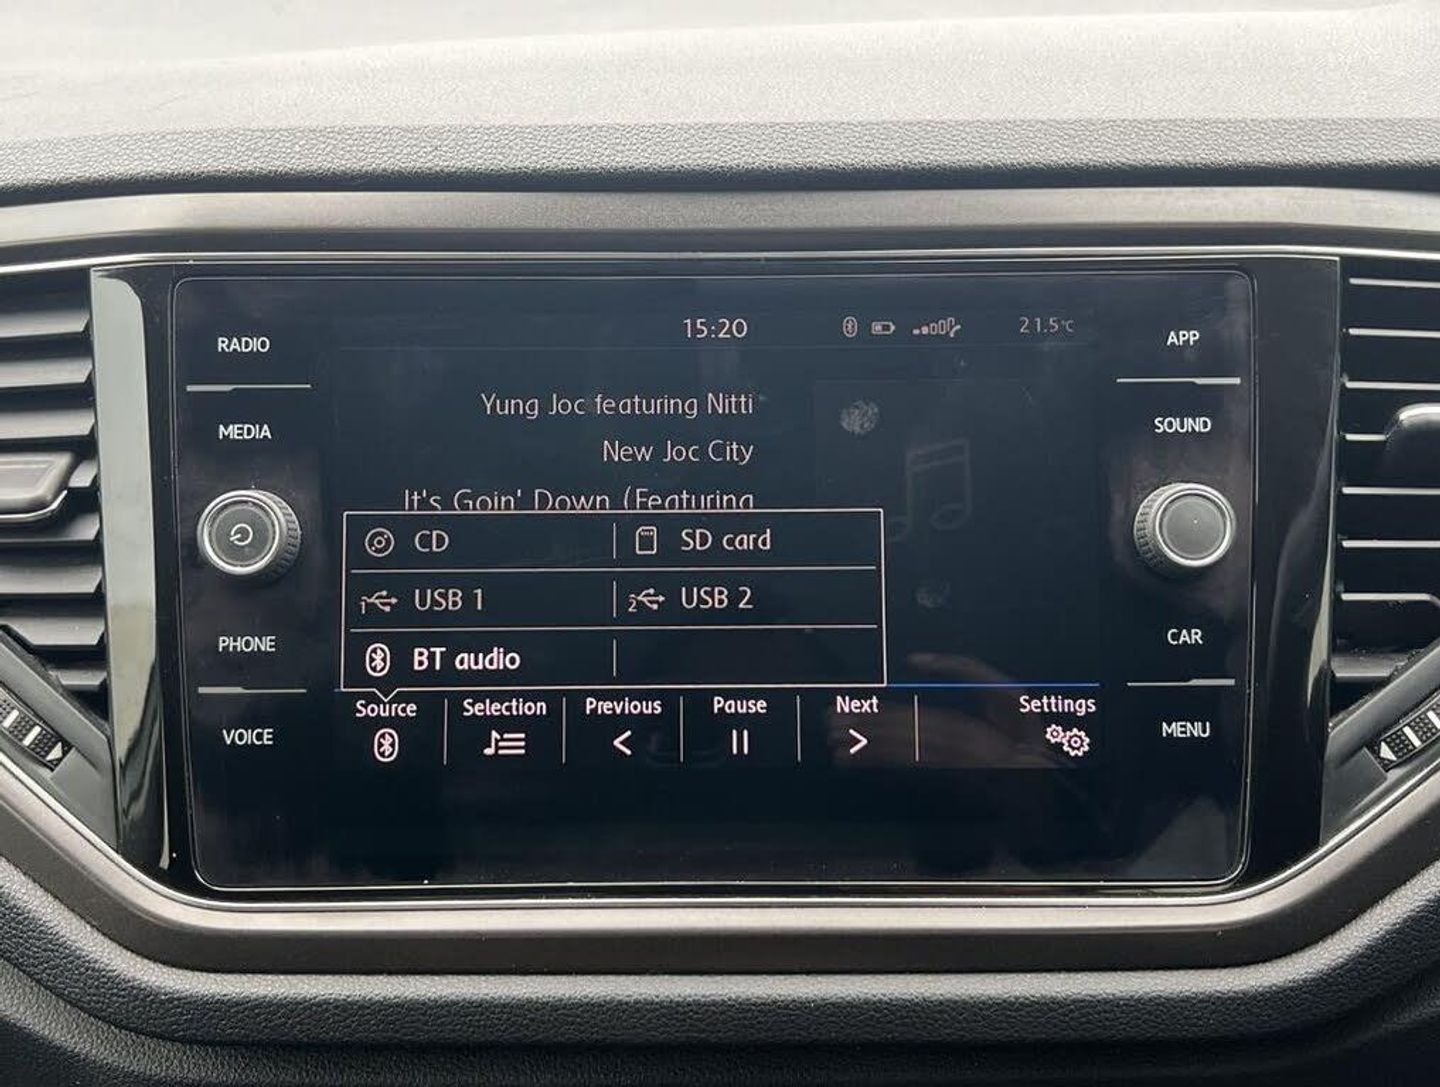 15:20
21.5°C
RADIO
MEDIA
PHONE
VOICE
Yung Joc featuring Nitti
New Joc City
It's Goin' Down (Featuring
CD
SD card
1 USB 1
2 USB 2
BT audio
Source
Selection
Previous
Pause
Next
Settings
APP
SOUND
CAR
MENU